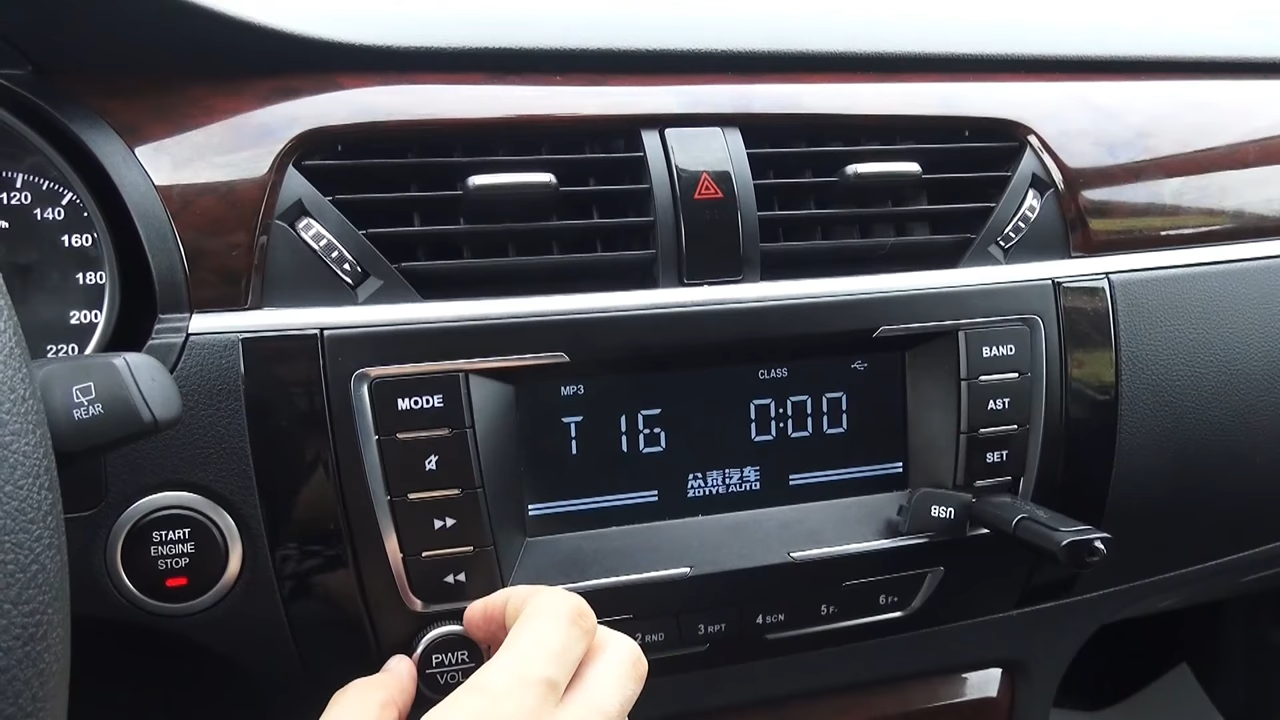 120
140
160
180
200
220
REAR
START
ENGINE
STOP
MODE
MP3
T 16
CLASS
0:00
众泰汽车
ZOTYE AUTO
BAND
AST
SET
USB
PWR
VOL
2 RND
3 RPT
4 SCN
5 F-
6 F+